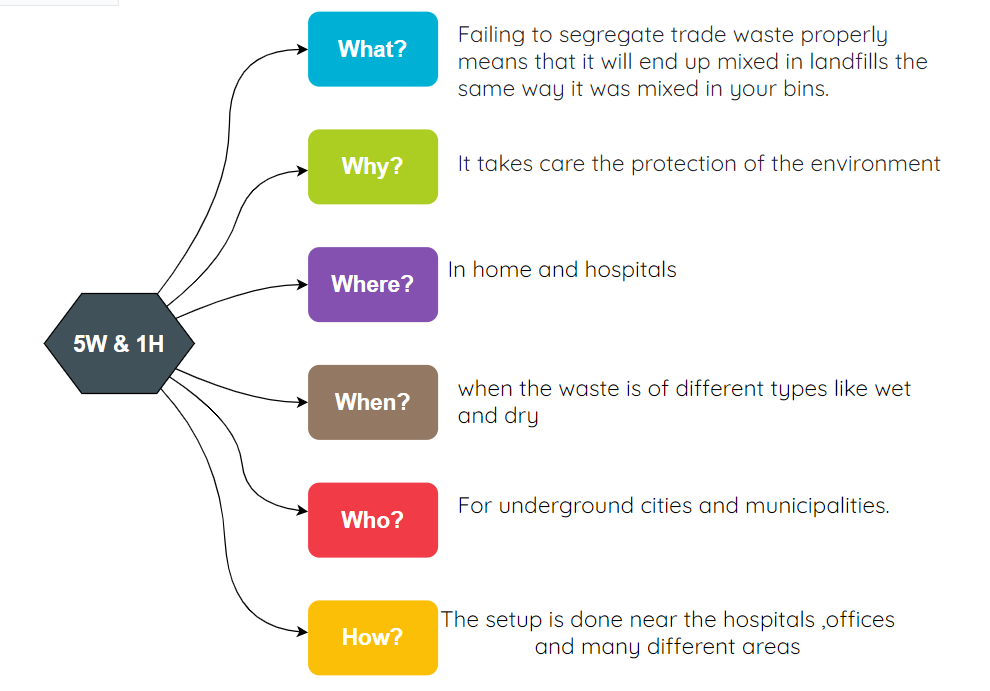 What?
Failing to segregate trade waste properly
means that it will end up mixed in landfills the
same way it was mixed in your bins.
Why?
It takes care the protection of the environment
Where?
In home and hospitals
5W & 1H
When?
when the waste is of different types like wet
and dry
Who?
For underground cities and municipalities.
How?
The setup is done near the hospitals ,offices
and many different areas